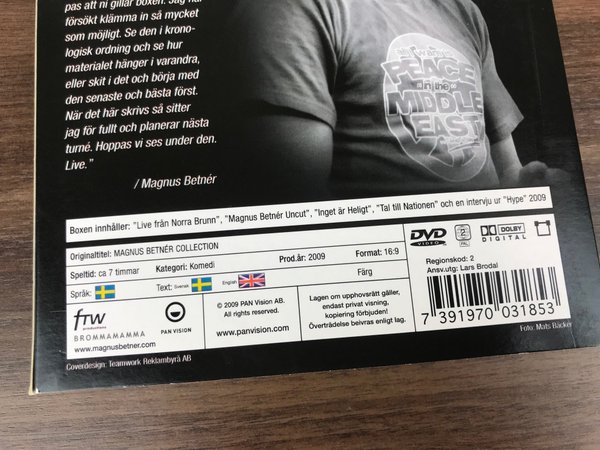 pas att ni gillar boxen. Jag har
försökt klämma in så mycket
som möjligt. Se den i krono-
logisk ordning och se hur
materialet hänger i varandra,
eller skit i det och börja med
den senaste och bästa först.
När det här skrivs så sitter
jag för fullt och planerar nästa
turné. Hoppas vi ses under den.
Live."
/ Magnus Betnér
PEACE
in the
MIDDLE
EAST
Boxen innhåller: "Live från Norra Brunn", "Magnus Betnér Uncut", "Inget är Heligt", "Tal till Nationen" och en intervju ur "Hype" 2009
Originaltitel: MAGNUS BETNÉR COLLECTION
Speltid: ca 7 timmar Kategori: Komedi Prod.år: 2009 Format: 16:9
Språk: Text: Svensk English Färg
ftw
BROMMAMAMMA
www.magnusbetner.com
PAN VISION
© 2009 PAN Vision AB.
All rights reserved.
www.panvision.com
Lagen om upphovsrätt gäller,
endast privat visning,
kopiering förbjuden!
Överträdelse beivras enligt lag.
DVD
VIDEO
2
PAL
DOLBY
DIGITAL
Regionskod: 2
Ansv.utg: Lars Brodal
7 391970 031853
Foto: Mats Bäcker
Coverdesign: Teamwork Reklambyrå AB